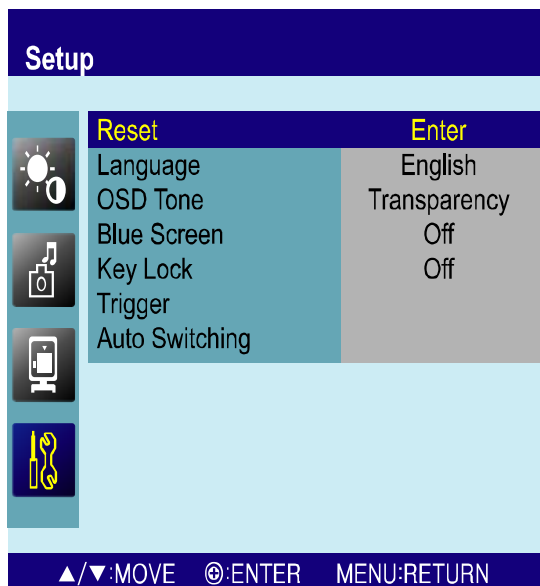 Setup
Reset Enter
Language English
OSD Tone Transparency
Blue Screen Off
Key Lock Off
Trigger
Auto Switching
▲/▼:MOVE ⊕:ENTER MENU:RETURN